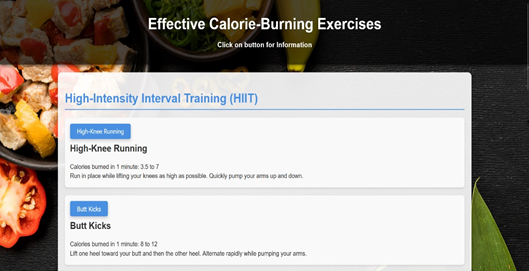 Effective Calorie-Burning Exercises
Click on button for Information
High-Intensity Interval Training (HIIT)
High-Knee Running
High-Knee Running
Calories burned in 1 minute: 3.5 to 7
Run in place while lifting your knees as high as possible. Quickly pump your arms up and down.
Butt Kicks
Butt Kicks
Calories burned in 1 minute: 8 to 12
Lift one heel toward your butt and then the other heel. Alternate rapidly while pumping your arms.